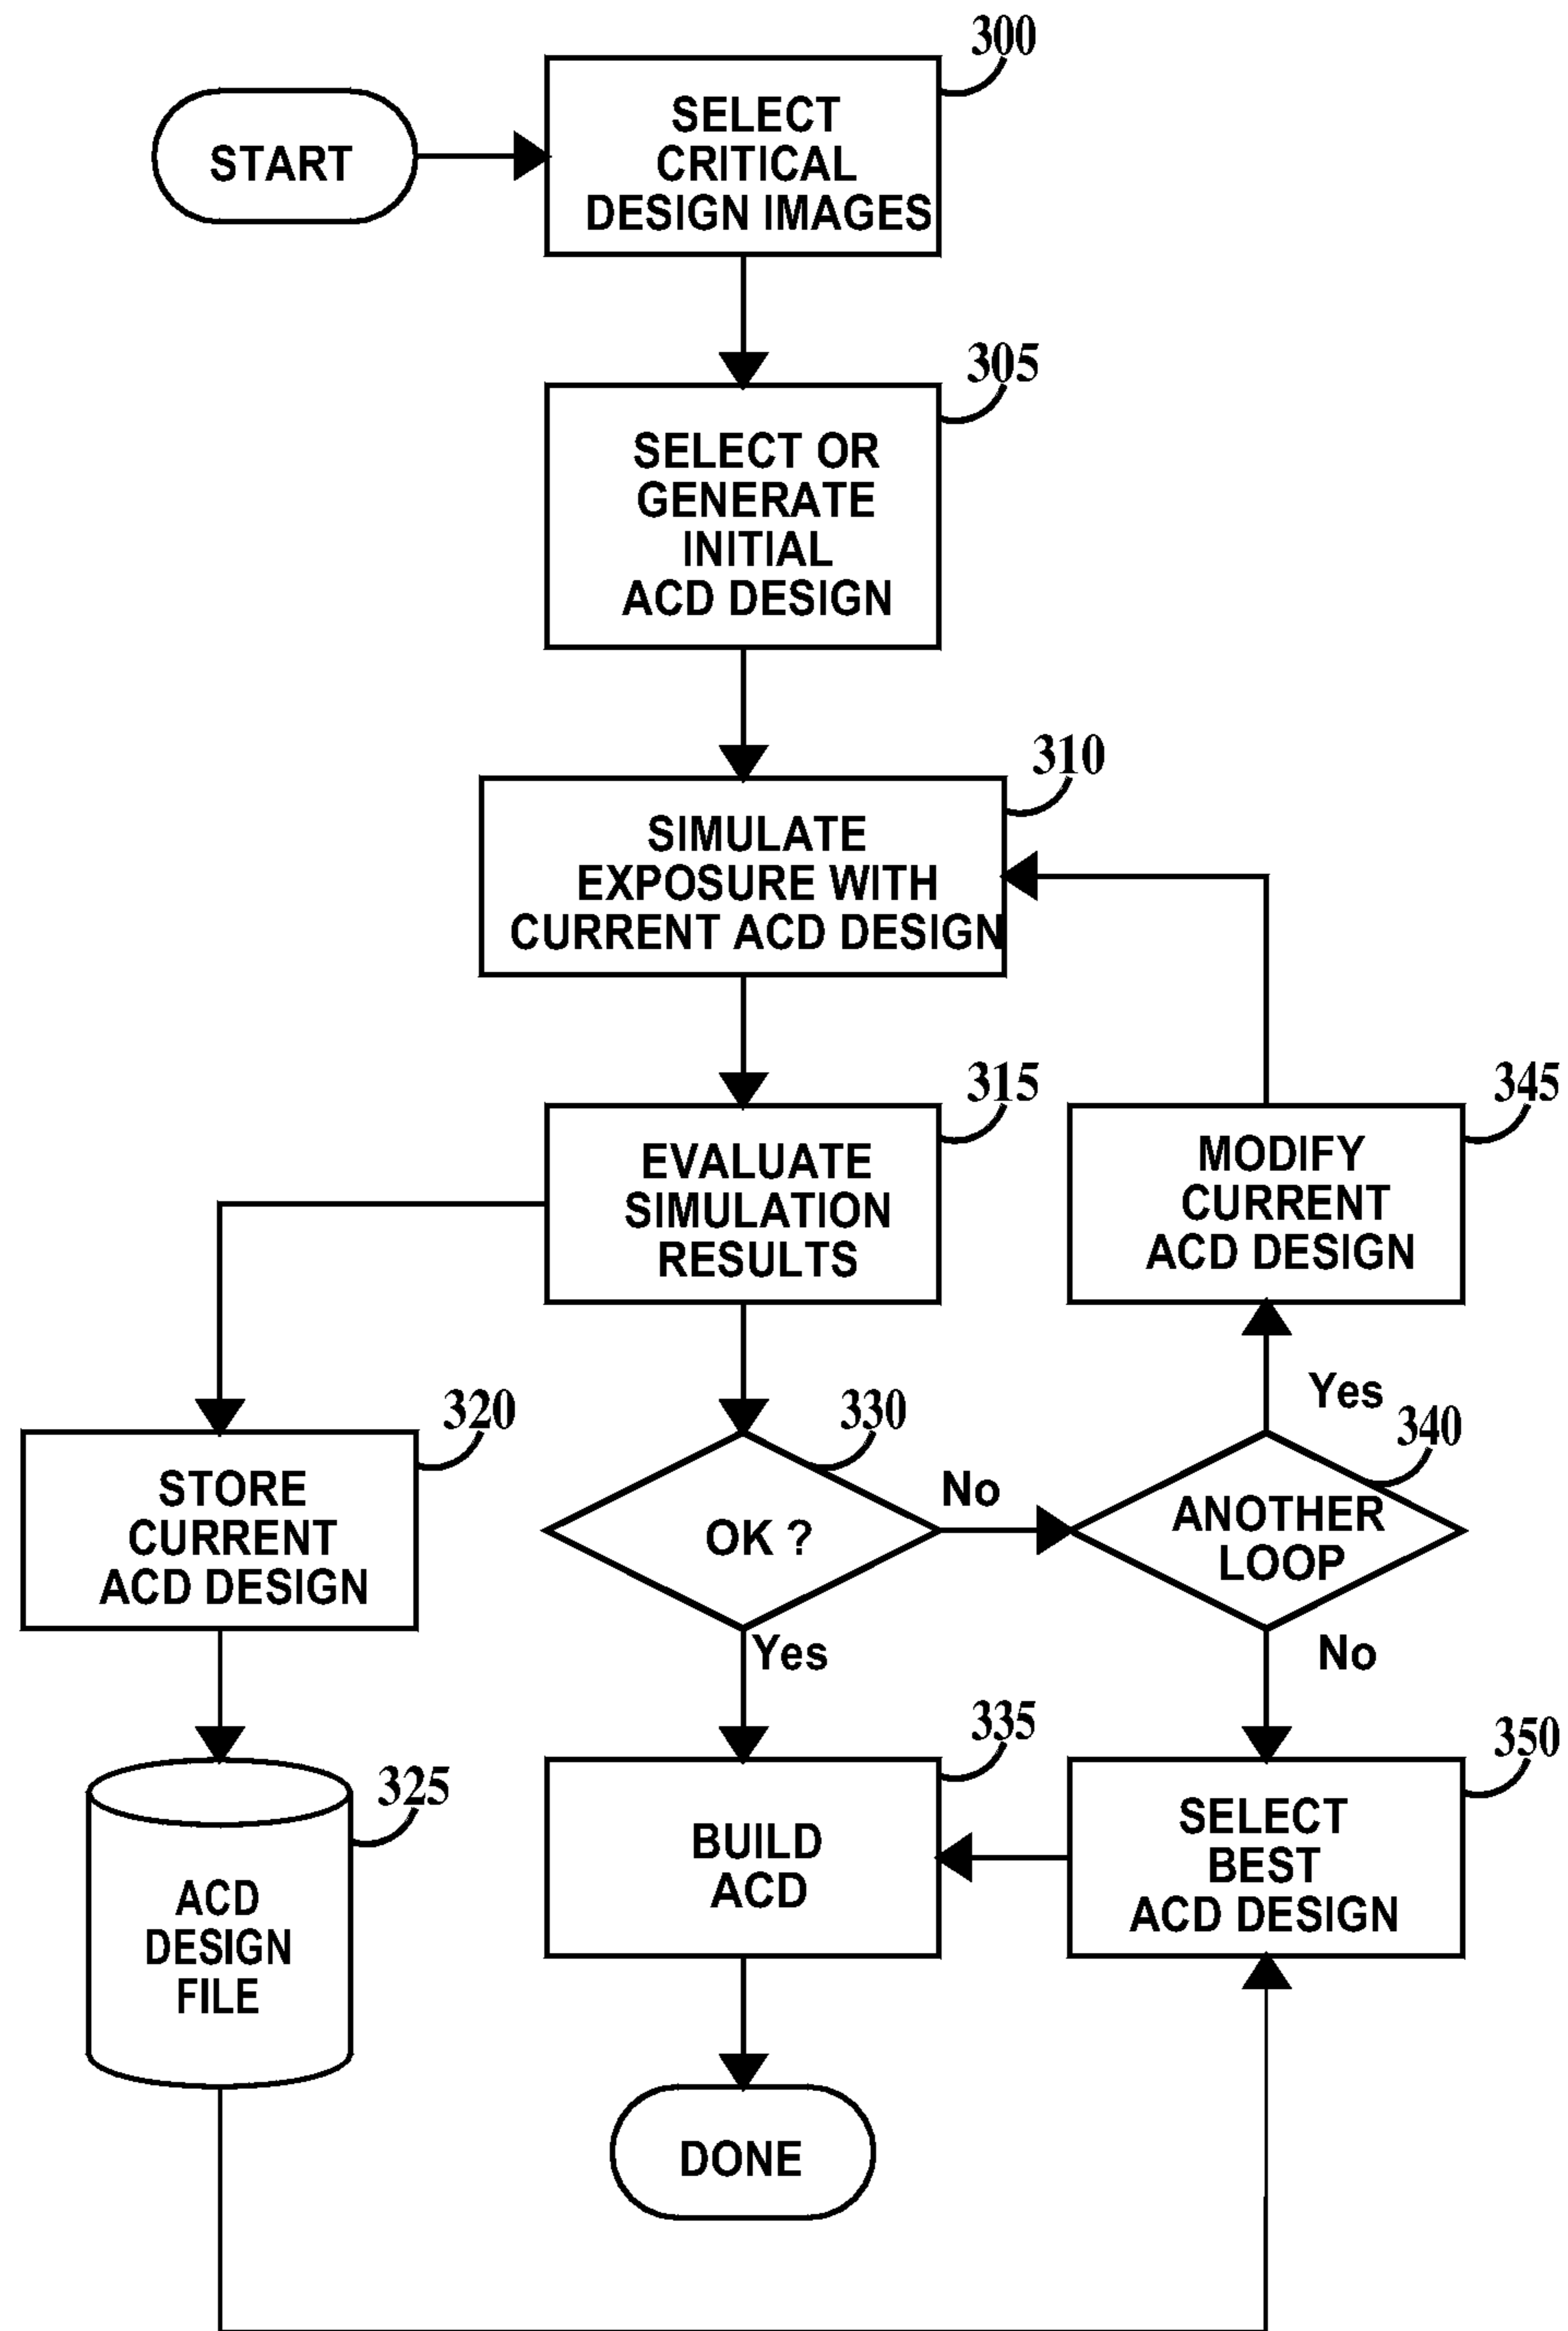 300
START
SELECT
CRITICAL
DESIGN IMAGES
305
SELECT OR
GENERATE
INITIAL
ACD DESIGN
310
SIMULATE
EXPOSURE WITH
CURRENT ACD DESIGN
315
EVALUATE
SIMULATION
RESULTS
345
MODIFY
CURRENT
ACD DESIGN
320
STORE
CURRENT
ACD DESIGN
330
OK ?
No
Yes
Yes
340
ANOTHER
LOOP
No
325
ACD
DESIGN
FILE
335
BUILD
ACD
350
SELECT
BEST
ACD DESIGN
DONE